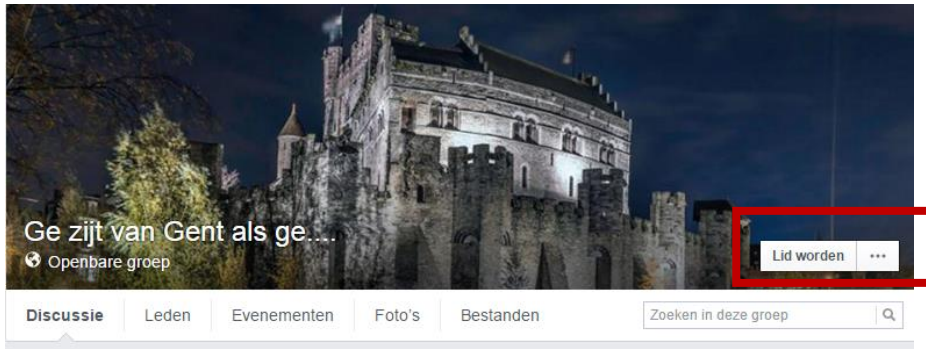 Ge zijt van Gent als ge....
Openbare groep
Lid worden
Discussie Leden Evenementen Foto's Bestanden Zoeken in deze groep